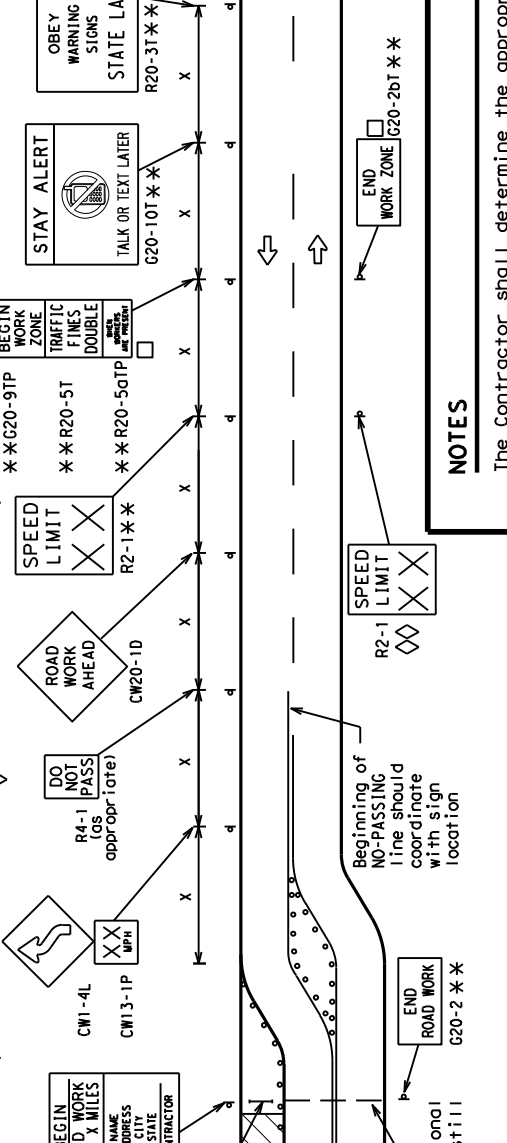 OBEY
WARNING
SIGNS
STATE LA
R20-3T**
STAY ALERT
TALK OR TEXT LATER
G20-10T**
BEGIN
WORK
ZONE
TRAFFIC
FINES
DOUBLE
WHEN
WORKERS
ARE PRESENT
**G20-9TP
**R20-5T
**R20-5aTP
SPEED
LIMIT
XX
R2-1**
ROAD
WORK
AHEAD
CW20-1D
DO
NOT
PASS
R4-1
(as
appropriate)
XX
MPH
CW1-4L
CW13-1P
BEGIN
D WORK
X MILES
NAME
DDRESS
CITY
STATE
NTRACTOR
X
X
X
X
X
X
X
END
WORK ZONE
G20-2bT**
SPEED
LIMIT
XX
R2-1
Beginning of
NO-PASSING
line should
coordinate
with sign
location
END
ROAD WORK
G20-2**
onal
still
NOTES
The Contractor shall determine the appropr